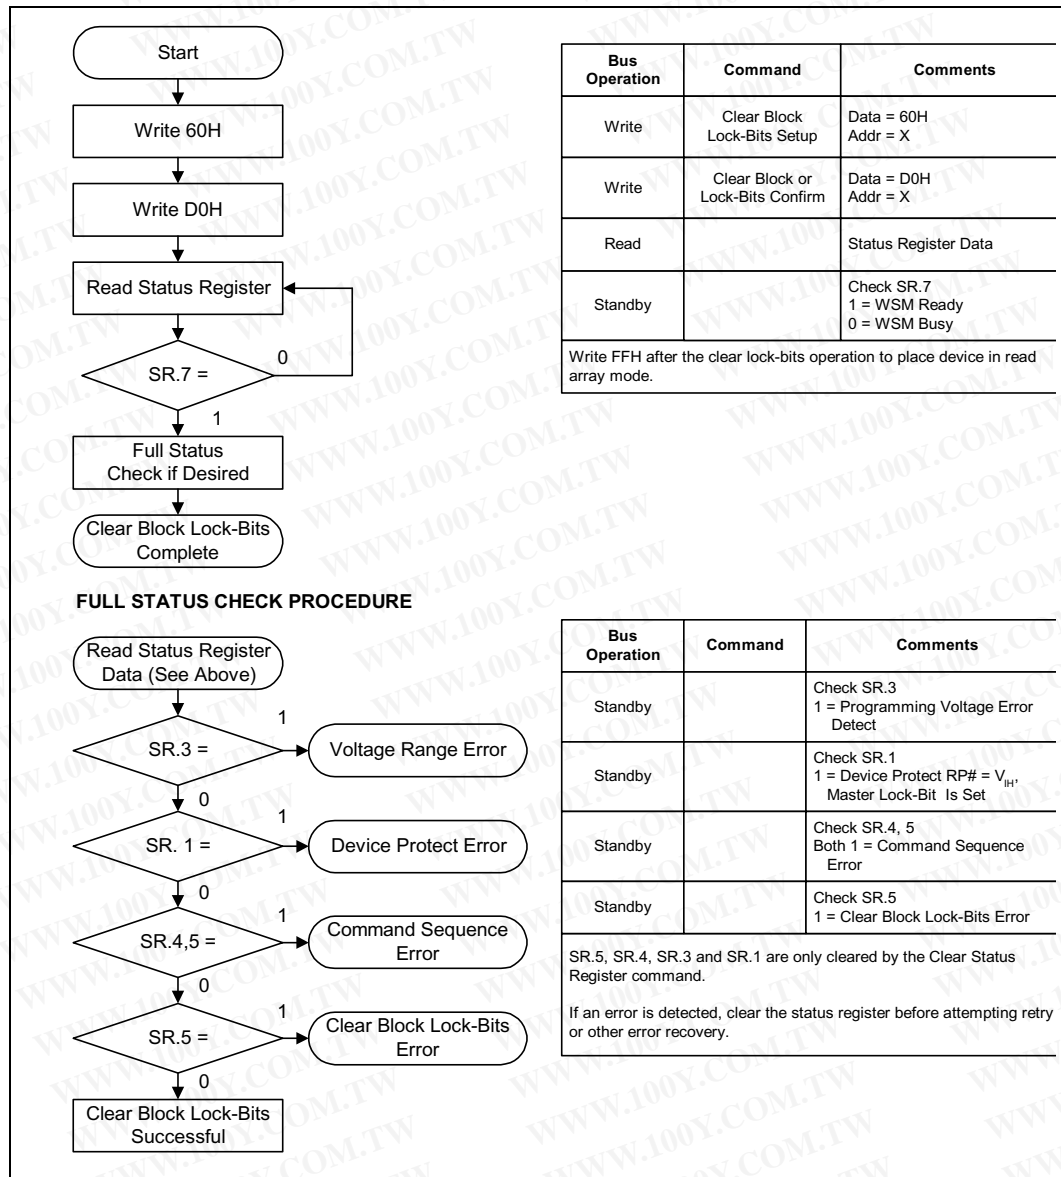 Start
Write 60H
Write D0H
Read Status Register
SR.7 =
0
1
Full Status
Check if Desired
Clear Block Lock-Bits
Complete
Bus
Operation
Command
Comments
Write
Clear Block
Lock-Bits Setup
Data = 60H
Addr = X
Write
Clear Block or
Lock-Bits Confirm
Data = D0H
Addr = X
Read
Status Register Data
Standby
Check SR.7
1 = WSM Ready
0 = WSM Busy
Write FFH after the clear lock-bits operation to place device in read
array mode.
FULL STATUS CHECK PROCEDURE
Read Status Register
Data (See Above)
SR.3 =
1
Voltage Range Error
0
SR. 1 =
1
Device Protect Error
0
SR.4,5 =
1
Command Sequence
Error
0
SR.5 =
1
Clear Block Lock-Bits
Error
0
Clear Block Lock-Bits
Successful
Bus
Operation
Command
Comments
Standby
Check SR.3
1 = Programming Voltage Error
Detect
Standby
Check SR.1
1 = Device Protect RP# = VIH,
Master Lock-Bit Is Set
Standby
Check SR.4, 5
Both 1 = Command Sequence
Error
Standby
Check SR.5
1 = Clear Block Lock-Bits Error
SR.5, SR.4, SR.3 and SR.1 are only cleared by the Clear Status
Register command.
If an error is detected, clear the status register before attempting retry
or other error recovery.
WWW.100Y.COM.TW